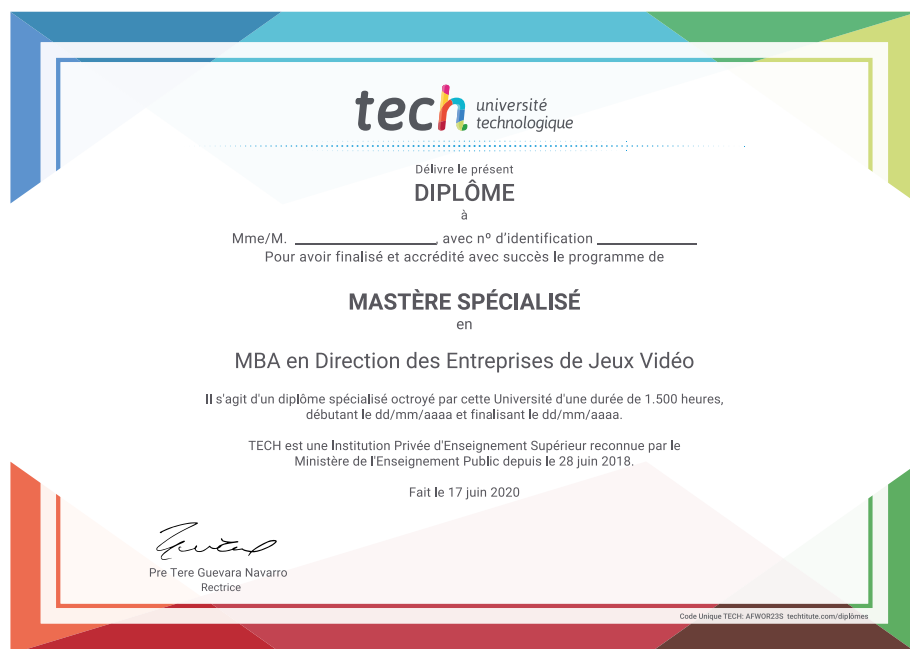 tech université
technologique
Délivre le présent
DIPLÔME
à
Mme/M. ____________, avec nº d'identification ____________
Pour avoir finalisé et accrédité avec succès le programme de
MASTÈRE SPÉCIALISÉ
en
MBA en Direction des Entreprises de Jeux Vidéo
Il s'agit d'un diplôme spécialisé octroyé par cette Université d'une durée de 1.500 heures,
débutant le dd/mm/aaaa et finalisant le dd/mm/aaaa.
TECH est une Institution Privée d'Enseignement Supérieur reconnue par le
Ministère de l'Enseignement Public depuis le 28 juin 2018.
Fait le 17 juin 2020
Pre Tere Guevara Navarro
Rectrice
Code Unique TECH: AFWOR23S techtitute.com/diplômes